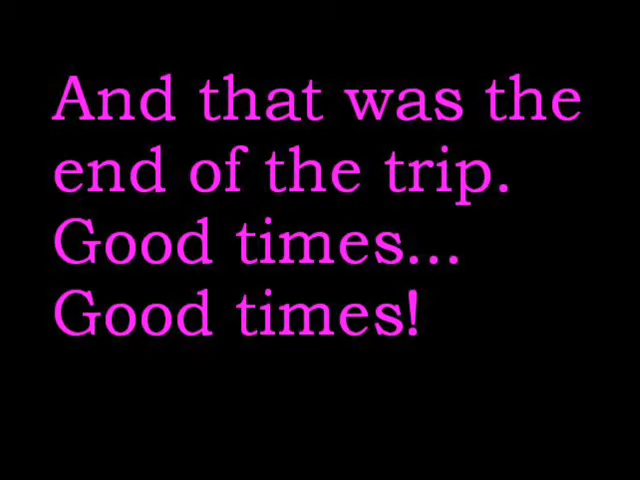 And that was the
end of the trip.
Good times...
Good times!